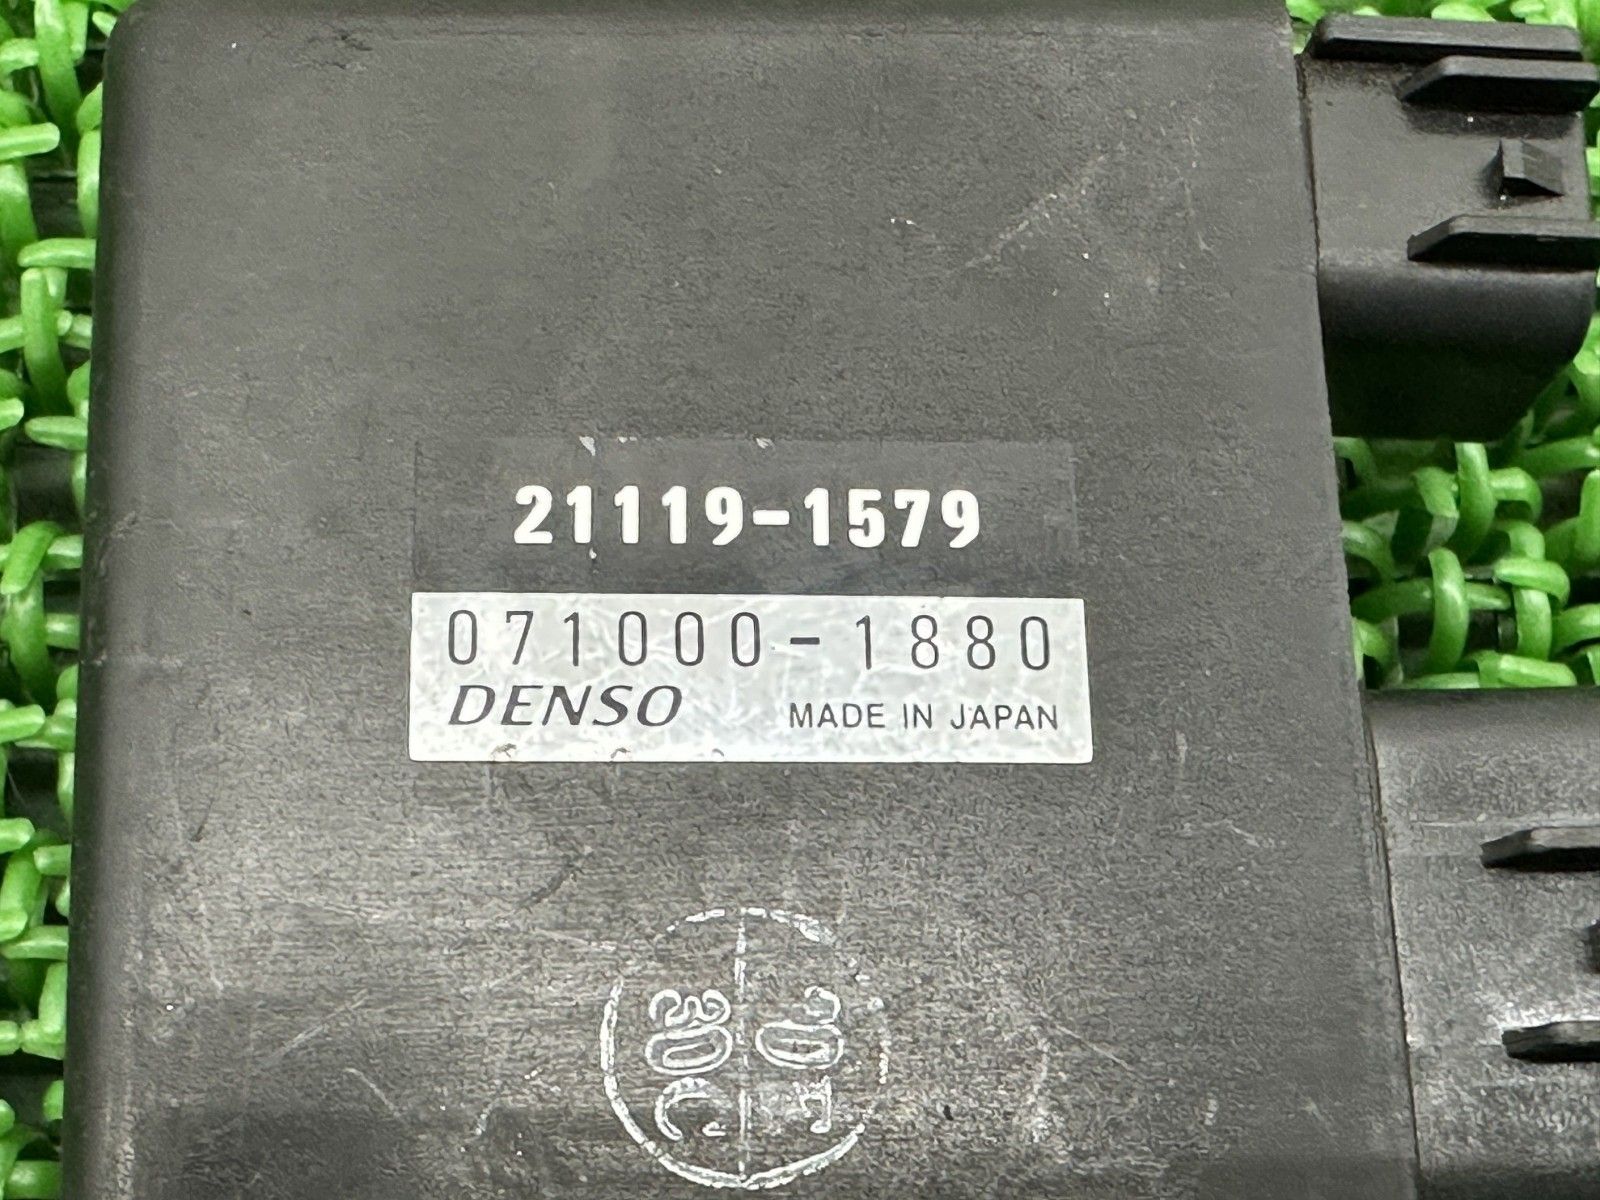 21119-1579
071000-1880
DENSO MADE IN JAPAN